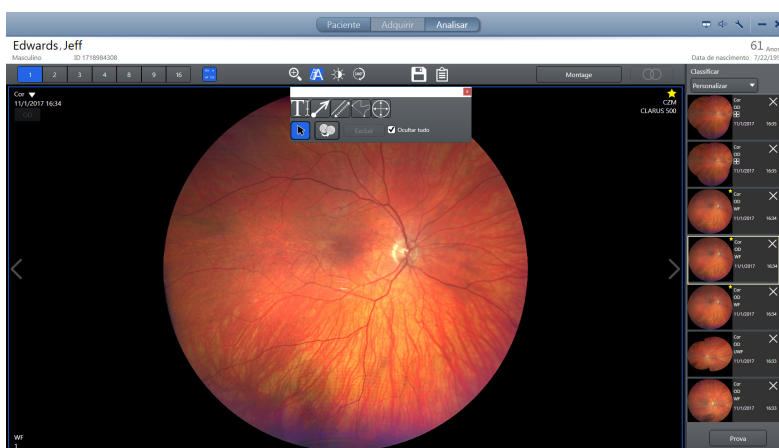 Paciente Adquirir Analisar
Edwards, Jeff
Masculino ID 1718984308
61 Anos
Data de nascimento 7/22/195
1 2 3 4 8 9 16
Montage
Classificar
Personalizar
Cor
11/1/2017 16:34
OD
CZM
CLARUS 500
T
Excluir
Ocultar tudo
Cor
OD
11/1/2017 16:35
Cor
OD
11/1/2017 16:35
Cor
OD
WF
11/1/2017 16:34
Cor
OD
WF
11/1/2017 16:34
Cor
OD
WF
11/1/2017 16:34
Cor
OD
UWF
11/1/2017 16:33
Cor
OD
WF
11/1/2017 16:33
WF
1
Prova